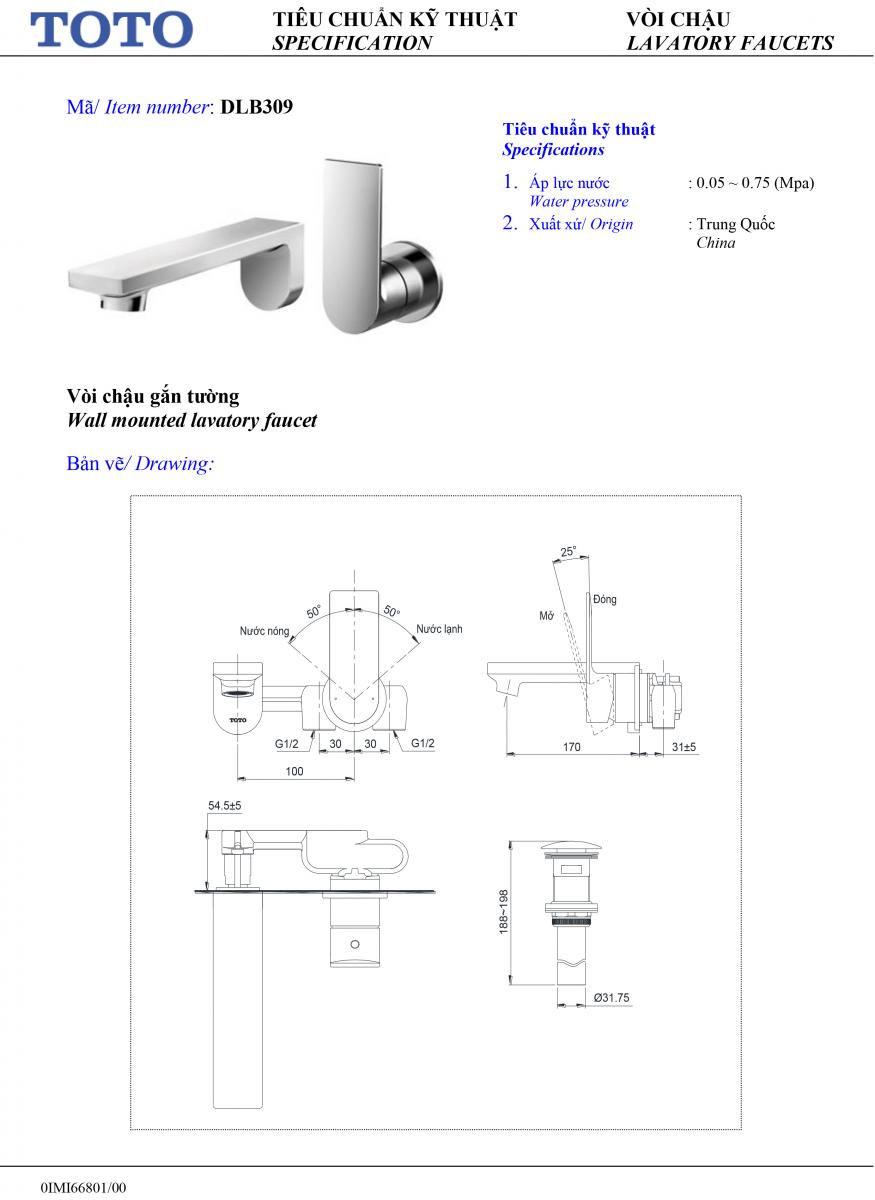 TOTO
TIÊU CHUẨN KỸ THUẬT
SPECIFICATION
VÒI CHẬU
LAVATORY FAUCETS
Mã/ Item number: DLB309
Tiêu chuẩn kỹ thuật
Specifications
1. Áp lực nước : 0.05 ~ 0.75 (Mpa)
Water pressure
2. Xuất xứ/ Origin : Trung Quốc
China
Vòi chậu gắn tường
Wall mounted lavatory faucet
Bản vẽ/ Drawing:
50° 50°
Nước nóng Nước lạnh
TOTO
G1/2 30 30 G1/2
100
25°
Đóng
Mở
170 31±5
54.5±5
188~198
Ø31.75
0IMI66801/00